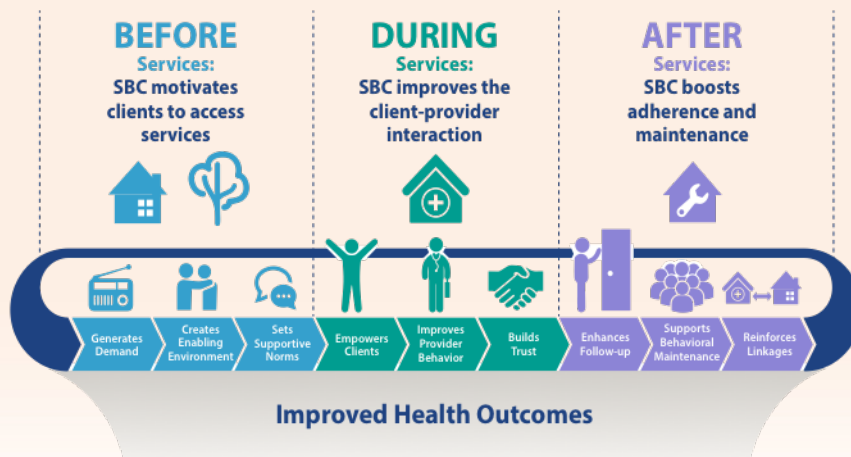 BEFORE
Services:
SBC motivates
clients to access
services
DURING
Services:
SBC improves the
client-provider
interaction
AFTER
Services:
SBC boosts
adherence and
maintenance
Generates
Demand
Creates
Enabling
Environment
Sets
Supportive
Norms
Empowers
Clients
Improves
Provider
Behavior
Builds
Trust
Enhances
Follow-up
Supports
Behavioral
Maintenance
Reinforces
Linkages
Improved Health Outcomes